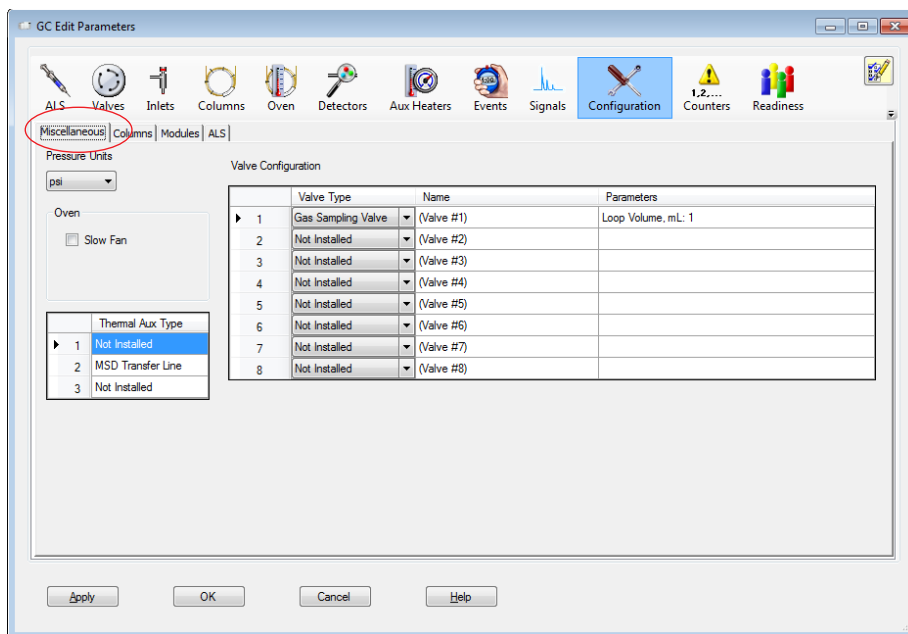 GC Edit Parameters
1,2,...
ALS Valves Inlets Columns Oven Detectors Aux Heaters Events Signals Configuration Counters Readiness
Miscellaneous Columns Modules ALS
Pressure Units
psi
Valve Configuration
Oven
Slow Fan
Valve Type Name Parameters
1 Gas Sampling Valve (Valve #1) Loop Volume, mL: 1
2 Not Installed (Valve #2)
3 Not Installed (Valve #3)
4 Not Installed (Valve #4)
5 Not Installed (Valve #5)
6 Not Installed (Valve #6)
7 Not Installed (Valve #7)
8 Not Installed (Valve #8)
Thermal Aux Type
1 Not Installed
2 MSD Transfer Line
3 Not Installed
Apply OK Cancel Help